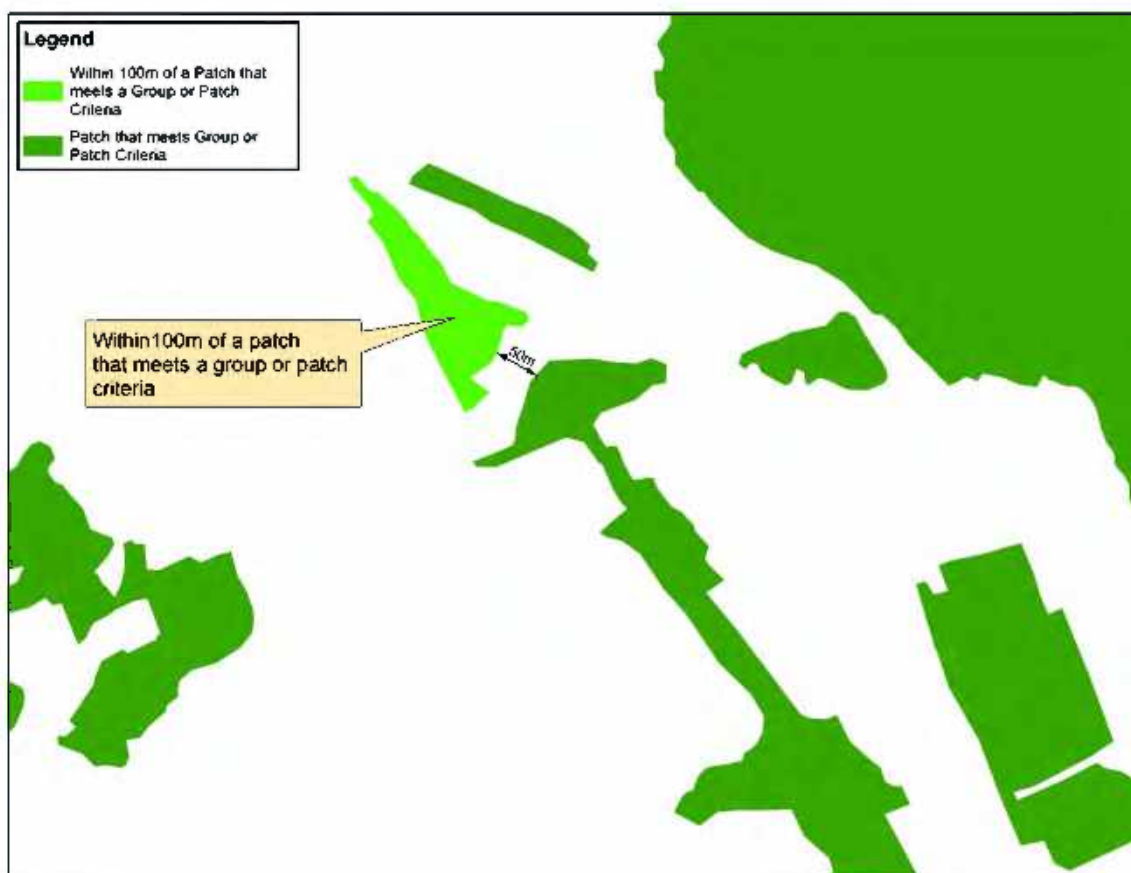 Legend
Within 100m of a Patch that
meets a Group or Patch
Criteria
Patch that meets Group or
Patch Criteria
Within100m of a patch
that meets a group or patch
criteria
50m